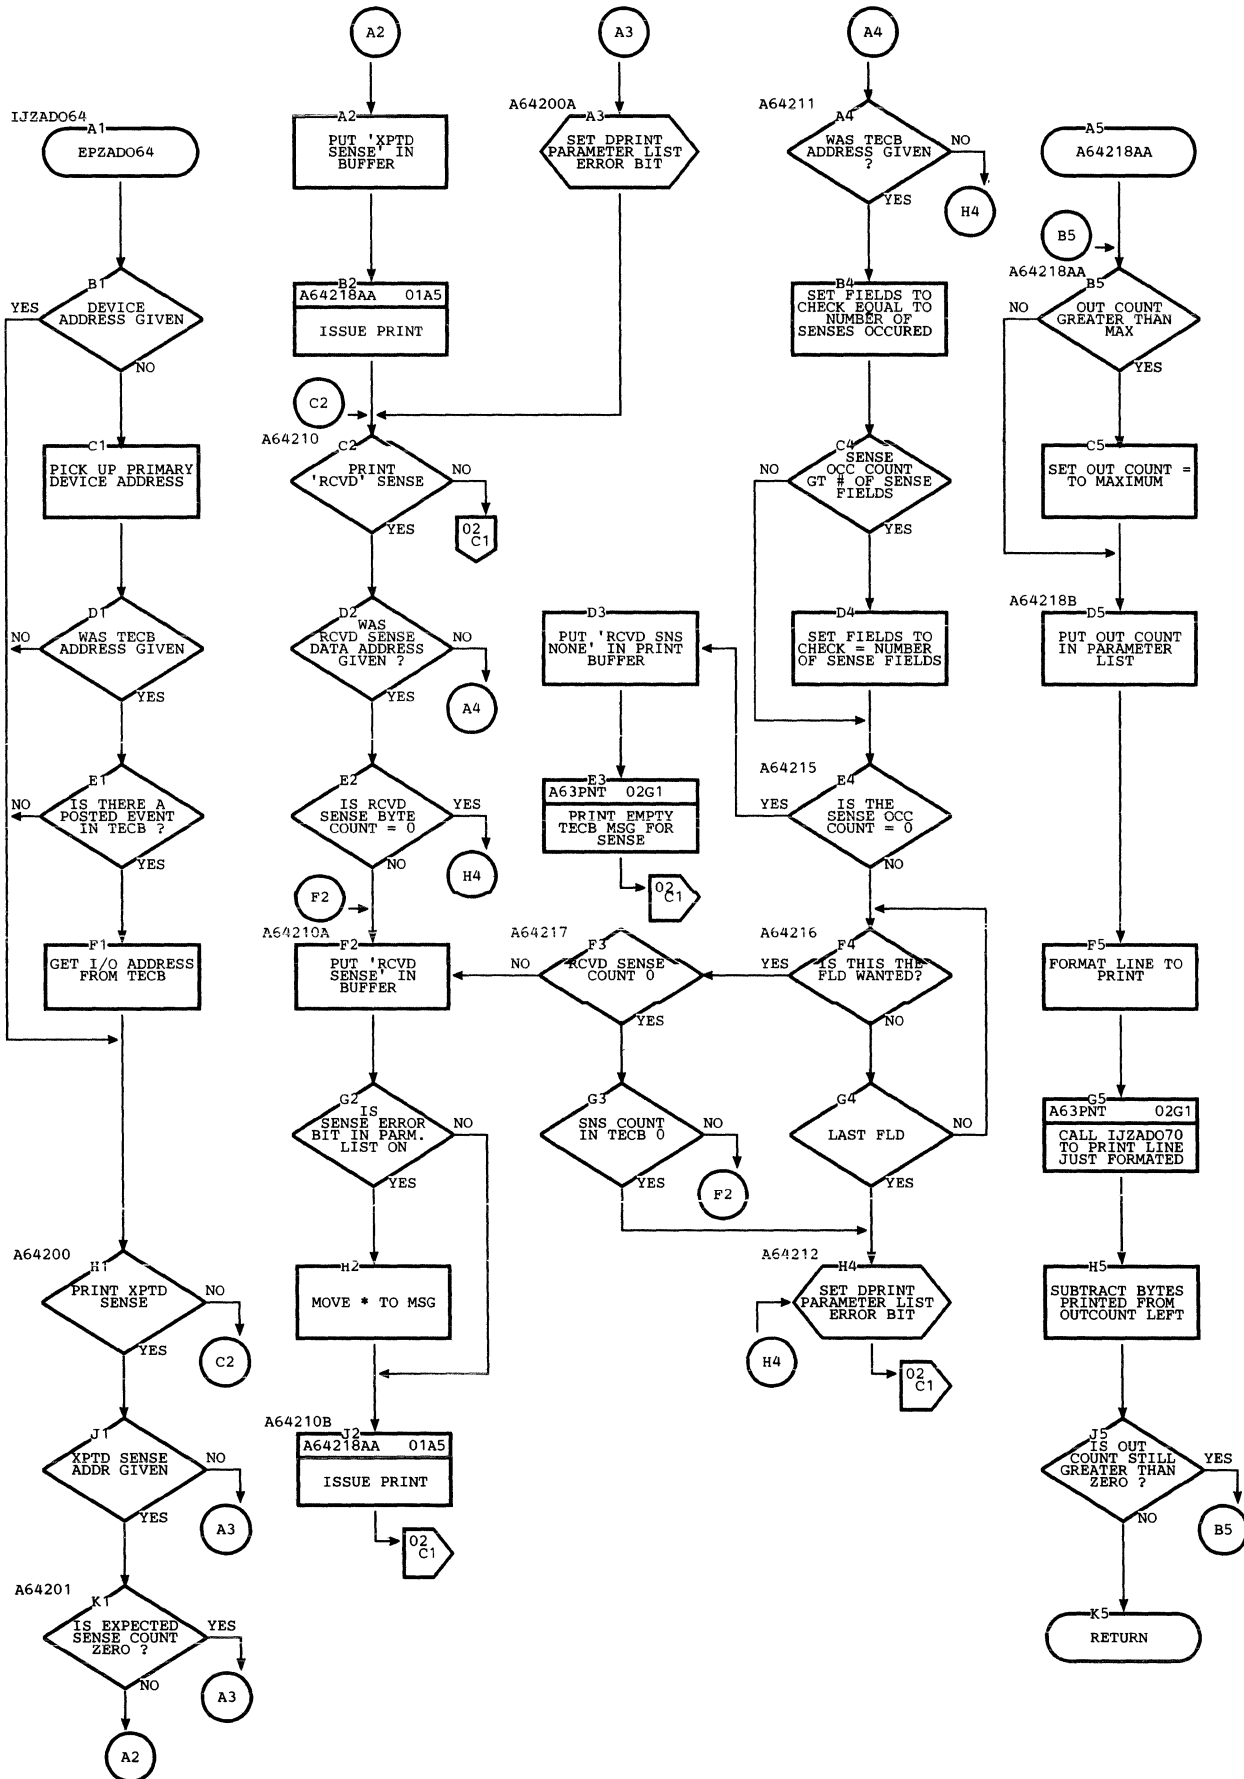 IJZADO64
A1
EPZADO64
B1
YES
DEVICE
ADDRESS GIVEN
NO
C1
PICK UP PRIMARY
DEVICE ADDRESS
D1
NO
WAS TECB
ADDRESS GIVEN
YES
E1
NO
IS THERE A
POSTED EVENT
IN TECB ?
YES
F1
GET I/O ADDRESS
FROM TECB
A64200
H1
PRINT XPTD
SENSE
NO
YES
C2
J1
XPTD SENSE
ADDR GIVEN
NO
YES
A3
A64201
K1
IS EXPECTED
SENSE COUNT
ZERO ?
YES
NO
A3
A2
A2
A2
PUT 'XPTD
SENSE' IN
BUFFER
B2
A64218AA 01A5
ISSUE PRINT
C2
A64210
C2
PRINT
'RCVD' SENSE
NO
YES
02
C1
D2
WAS
RCVD SENSE
DATA ADDRESS
GIVEN ?
NO
YES
A4
E2
IS RCVD
SENSE BYTE
COUNT = 0
YES
NO
H4
F2
A64210A
F2
PUT 'RCVD
SENSE' IN
BUFFER
G2
IS
SENSE ERROR
BIT IN PARM.
LIST ON
NO
YES
H2
MOVE * TO MSG
A64210B
J2
A64218AA 01A5
ISSUE PRINT
02
C1
A3
A64200A
A3
SET DPRINT
PARAMETER LIST
ERROR BIT
D3
PUT 'RCVD SNS
NONE' IN PRINT
BUFFER
E3
A63PNT 02G1
PRINT EMPTY
TECB MSG FOR
SENSE
02
C1
A64217
F3
NO
RCVD SENSE
COUNT 0
YES
G3
SNS COUNT
IN TECB 0
NO
YES
F2
A4
A64211
A4
WAS TECB
ADDRESS GIVEN
?
NO
YES
H4
B4
SET FIELDS TO
CHECK EQUAL TO
NUMBER OF
SENSES OCCURED
C4
NO
SENSE
OCC COUNT
GT # OF SENSE
FIELDS
YES
D4
SET FIELDS TO
CHECK = NUMBER
OF SENSE FIELDS
A64215
E4
YES
IS THE
SENSE OCC
COUNT = 0
NO
A64216
F4
YES
IS THIS THE
FLD WANTED?
NO
G4
LAST FLD
NO
YES
A64212
H4
SET DPRINT
PARAMETER LIST
ERROR BIT
H4
02
C1
A5
A64218AA
B5
A64218AA
B5
NO
OUT COUNT
GREATER THAN
MAX
YES
C5
SET OUT COUNT =
TO MAXIMUM
A64218B
D5
PUT OUT COUNT
IN PARAMETER
LIST
F5
FORMAT LINE TO
PRINT
G5
A63PNT 02G1
CALL IJZADO70
TO PRINT LINE
JUST FORMATED
H5
SUBTRACT BYTES
PRINTED FROM
OUTCOUNT LEFT
J5
IS OUT
COUNT STILL
GREATER THAN
ZERO ?
YES
NO
B5
K5
RETURN